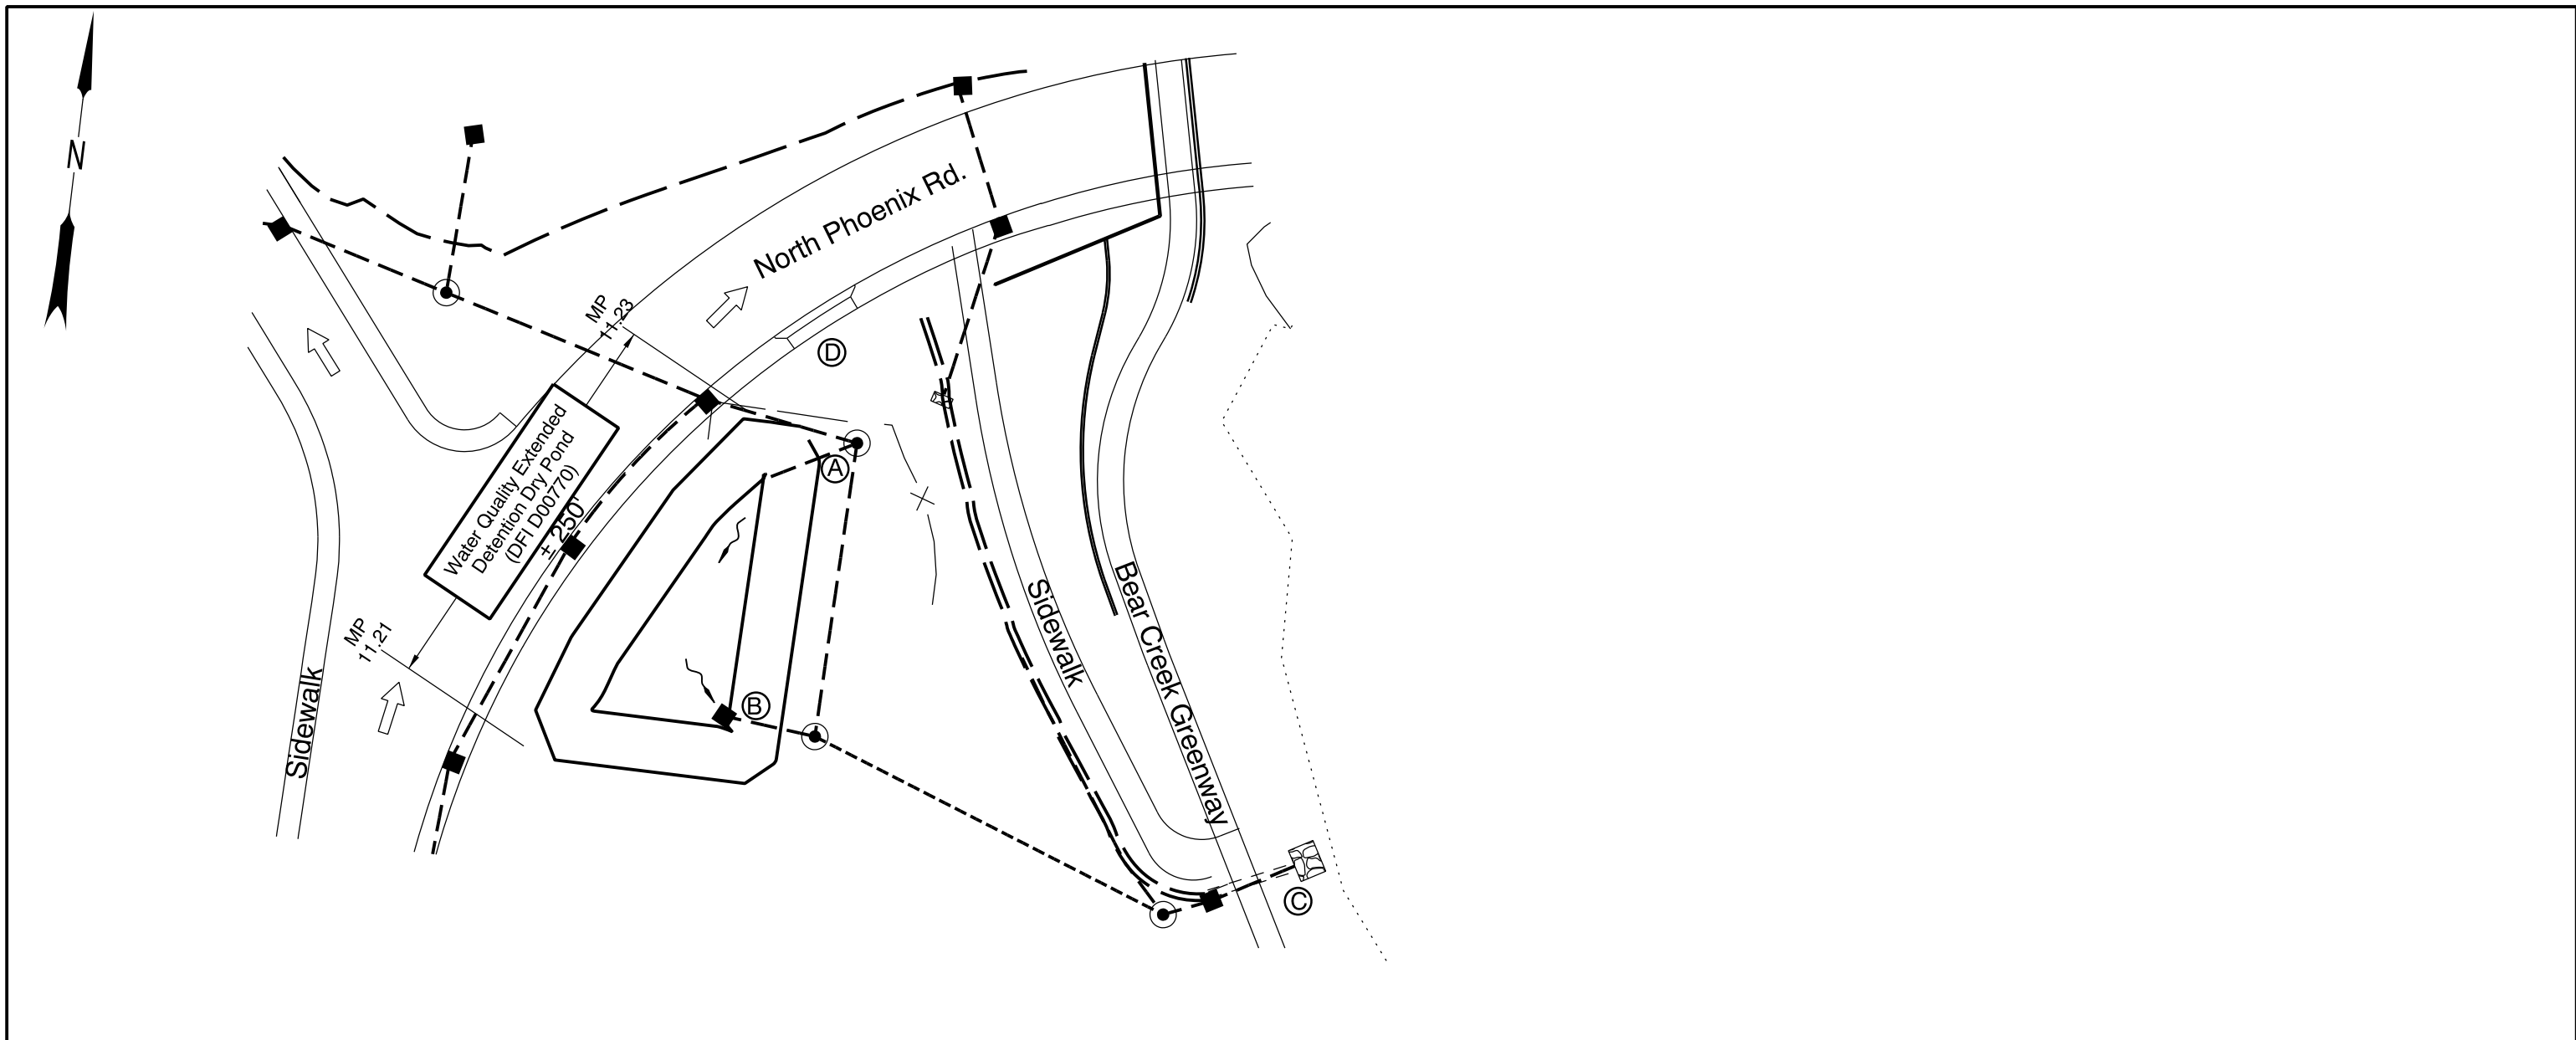 N
North Phoenix Rd.
MP
11.23
D
A
Water Quality Extended
Detention Dry Pond
(DFI D00770)
± 250'
MP
11.21
Sidewalk
B
Sidewalk
Bear Creek Greenway
C